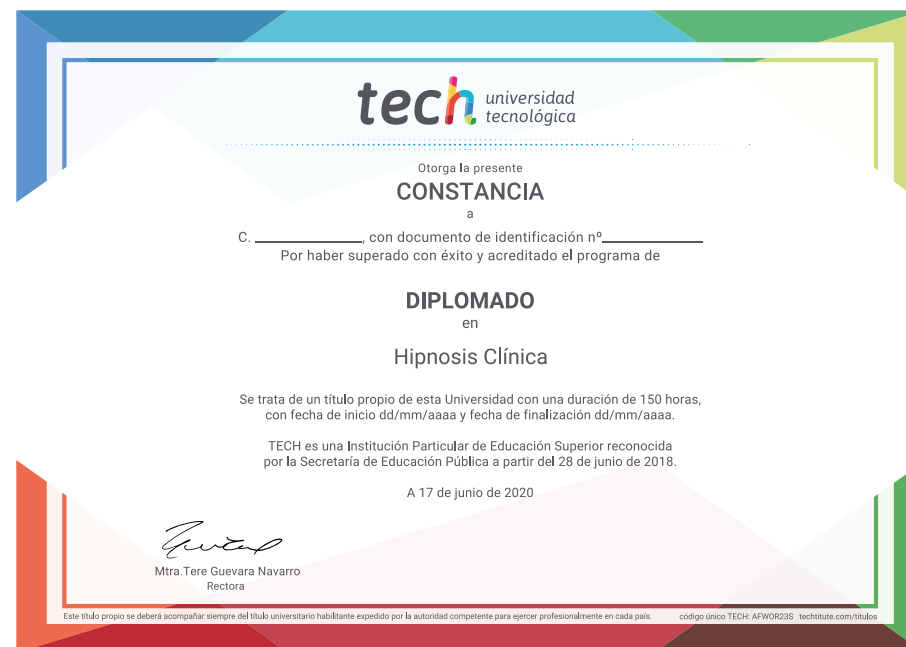 tech universidad
tecnológica
Otorga la presente
CONSTANCIA
a
C. ____________, con documento de identificación nº____________
Por haber superado con éxito y acreditado el programa de
DIPLOMADO
en
Hipnosis Clínica
Se trata de un título propio de esta Universidad con una duración de 150 horas,
con fecha de inicio dd/mm/aaaa y fecha de finalización dd/mm/aaaa.
TECH es una Institución Particular de Educación Superior reconocida
por la Secretaría de Educación Pública a partir del 28 de junio de 2018.
A 17 de junio de 2020
Mtra.Tere Guevara Navarro
Rectora
Este título propio se deberá acompañar siempre del título universitario habilitante expedido por la autoridad competente para ejercer profesionalmente en cada país. código único TECH: AFWOR23S techtitute.com/titulos